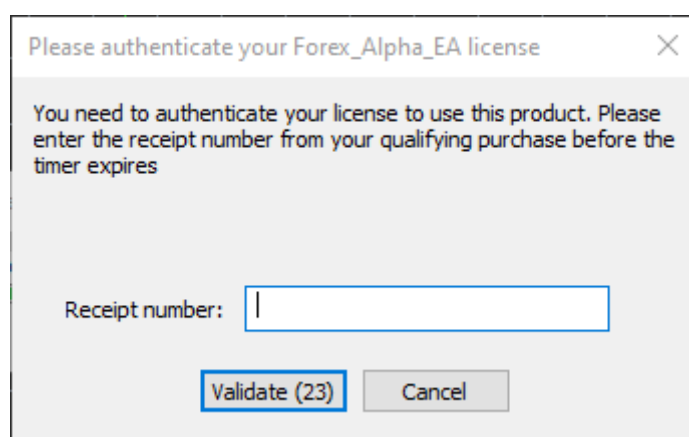 Please authenticate your Forex_Alpha_EA license
You need to authenticate your license to use this product. Please
enter the receipt number from your qualifying purchase before the
timer expires
Receipt number:
Validate (23)
Cancel